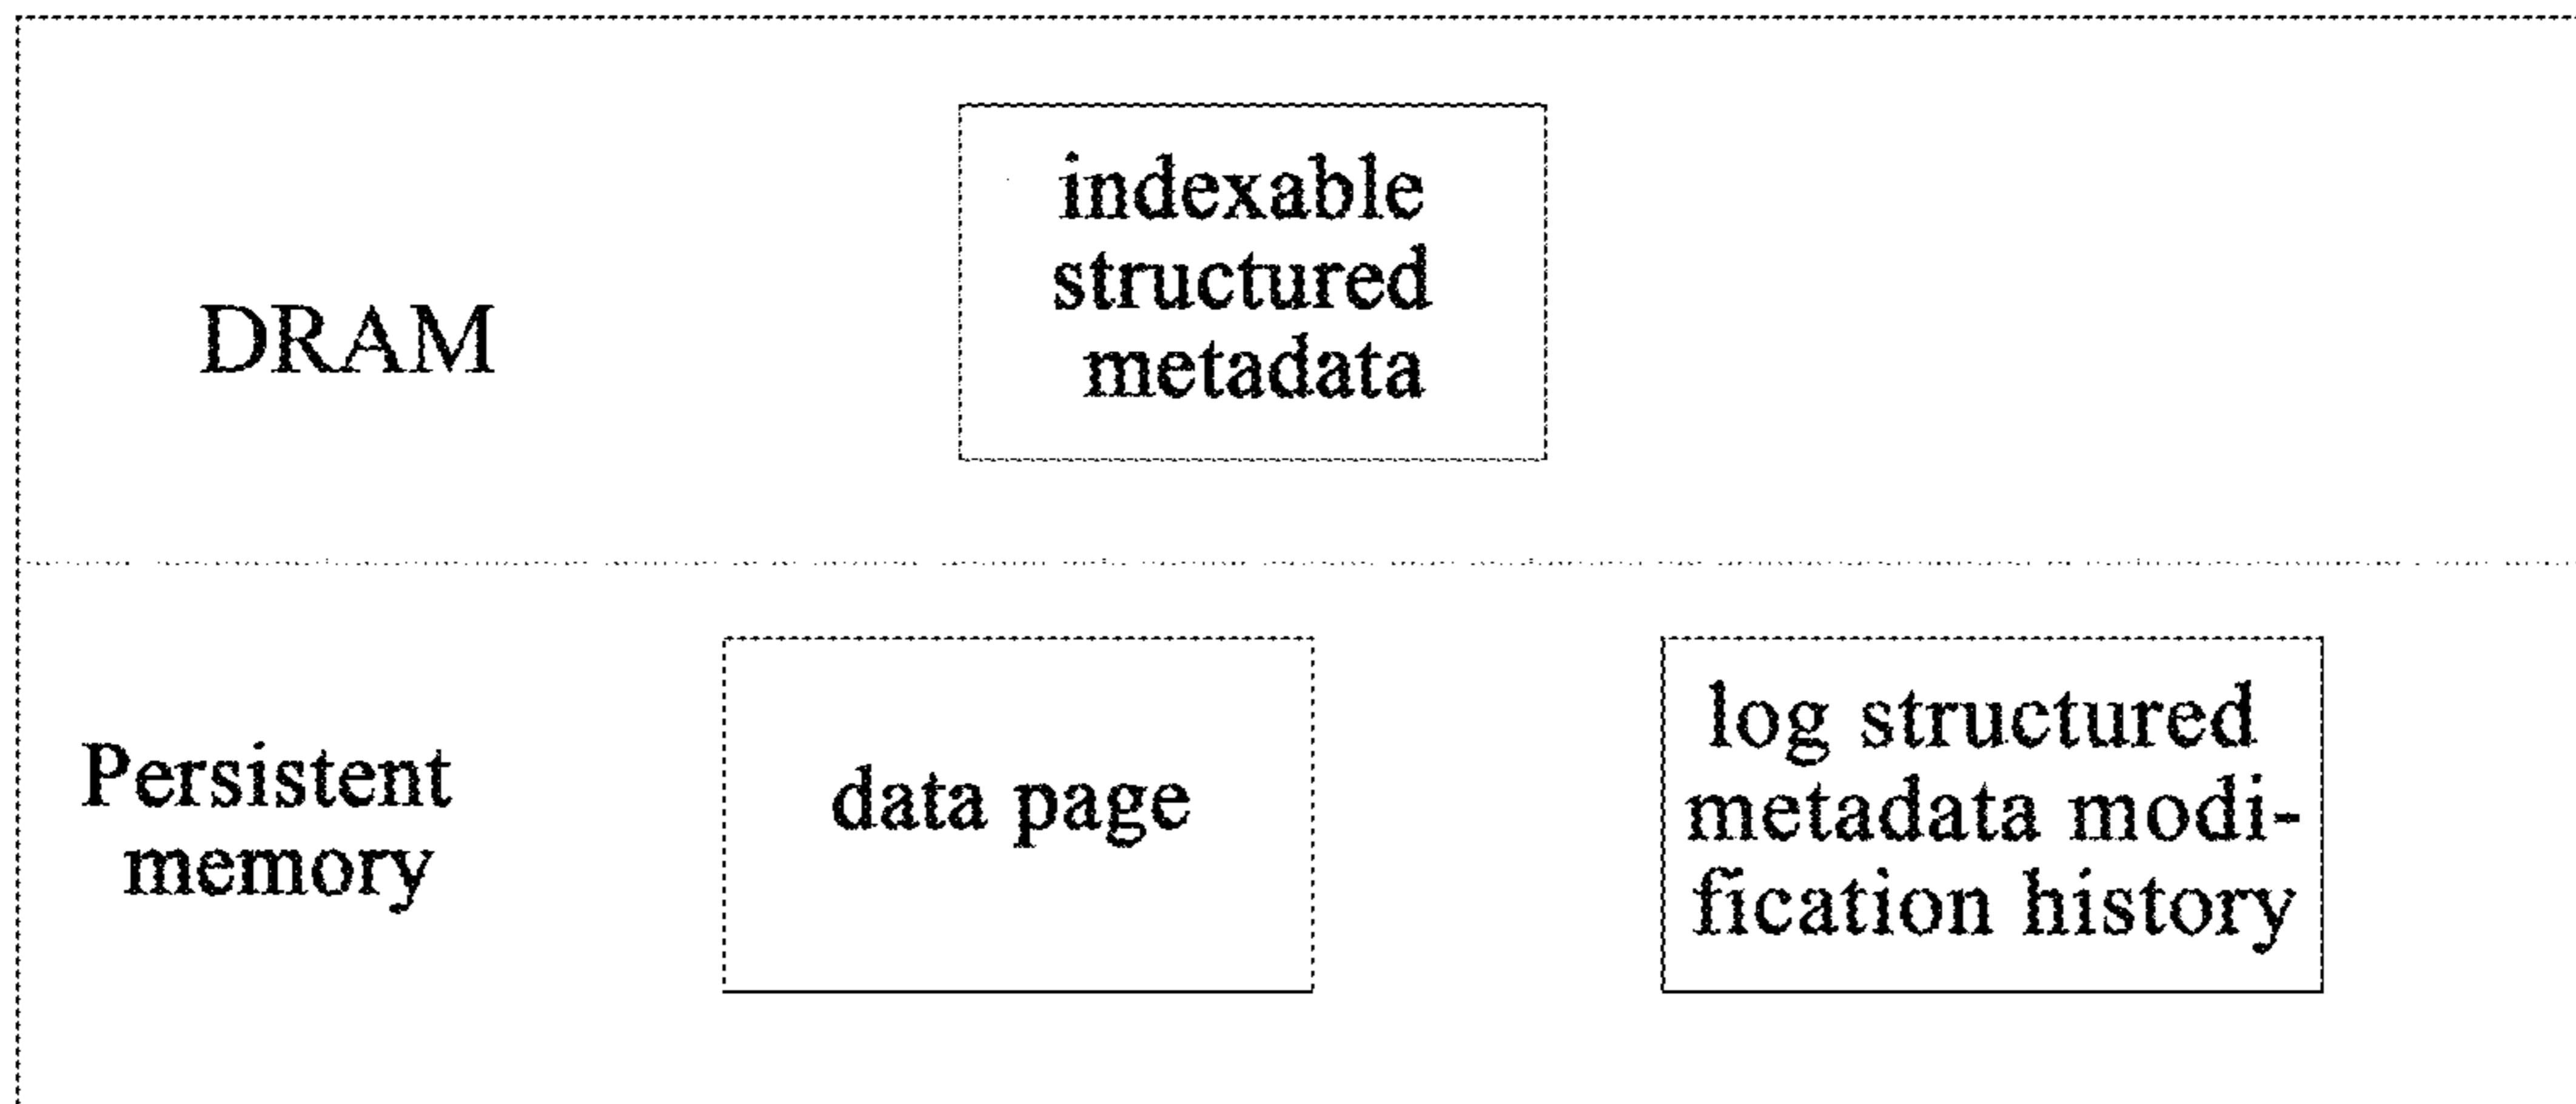 DRAM
indexable
structured
metadata
Persistent
memory
data page
log structured
metadata modi-
fication history